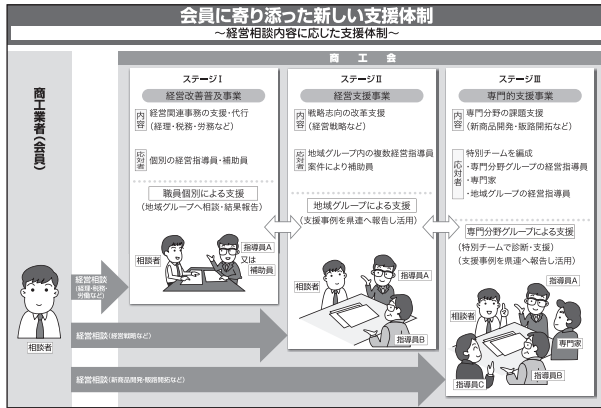 会員に寄り添った新しい支援体制
〜経営相談内容に応じた支援体制〜
商工会
商工業者(会員)
ステージⅠ
経営改善普及事業
内容
経営関連事務の支援・代行
(経理・税務・労務など)
応対者
個別の経営指導員・補助員
職員個別による支援
(地域グループへ相談・結果報告)
相談者
指導員A
又は
補助員
ステージⅡ
経営支援事業
内容
戦略志向の改革支援
(経営戦略など)
応対者
地域グループ内の複数経営指導員
案件により補助員
地域グループによる支援
(支援事例を県連へ報告し活用)
相談者
指導員A
指導員B
ステージⅢ
専門的支援事業
内容
専門分野の課題支援
(新商品開発・販路開拓など)
応対者
特別チームを編成
・専門分野グループの経営指導員
・専門家
・地域グループの経営指導員
専門分野グループによる支援
(特別チームで診断・支援)
(支援事例を県連へ報告し活用)
指導員A
相談者
専門家
指導員B
指導員C
相談者
経営相談
(経理・税務・
労働など)
経営相談(経営戦略など)
経営相談(新商品開発・販路開拓など)